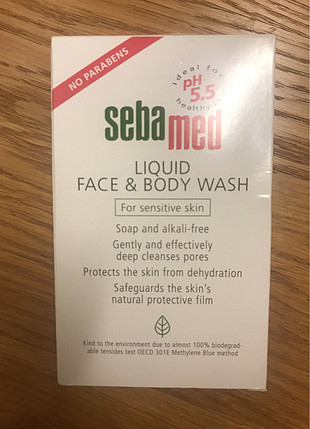 NO PARABENS
Ideal for
pH
5.5
sebamed
LIQUID
FACE & BODY WASH
For sensitive skin
Soap and alkali-free
Gently and effectively
deep cleanses pores
Protects the skin from dehydration
Safeguards the skin's
natural protective film
Kind to the environment due to almost 100% biodegrad-
able tensides test OECD 301E Methylene Blue method